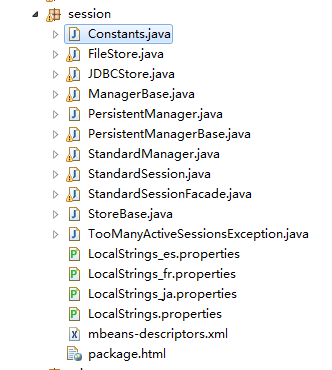 session
Constants.java
FileStore.java
JDBCStore.java
ManagerBase.java
PersistentManager.java
PersistentManagerBase.java
StandardManager.java
StandardSession.java
StandardSessionFacade.java
StoreBase.java
TooManyActiveSessionsException.java
LocalStrings_es.properties
LocalStrings_fr.properties
LocalStrings_ja.properties
LocalStrings.properties
mbeans-descriptors.xml
package.html